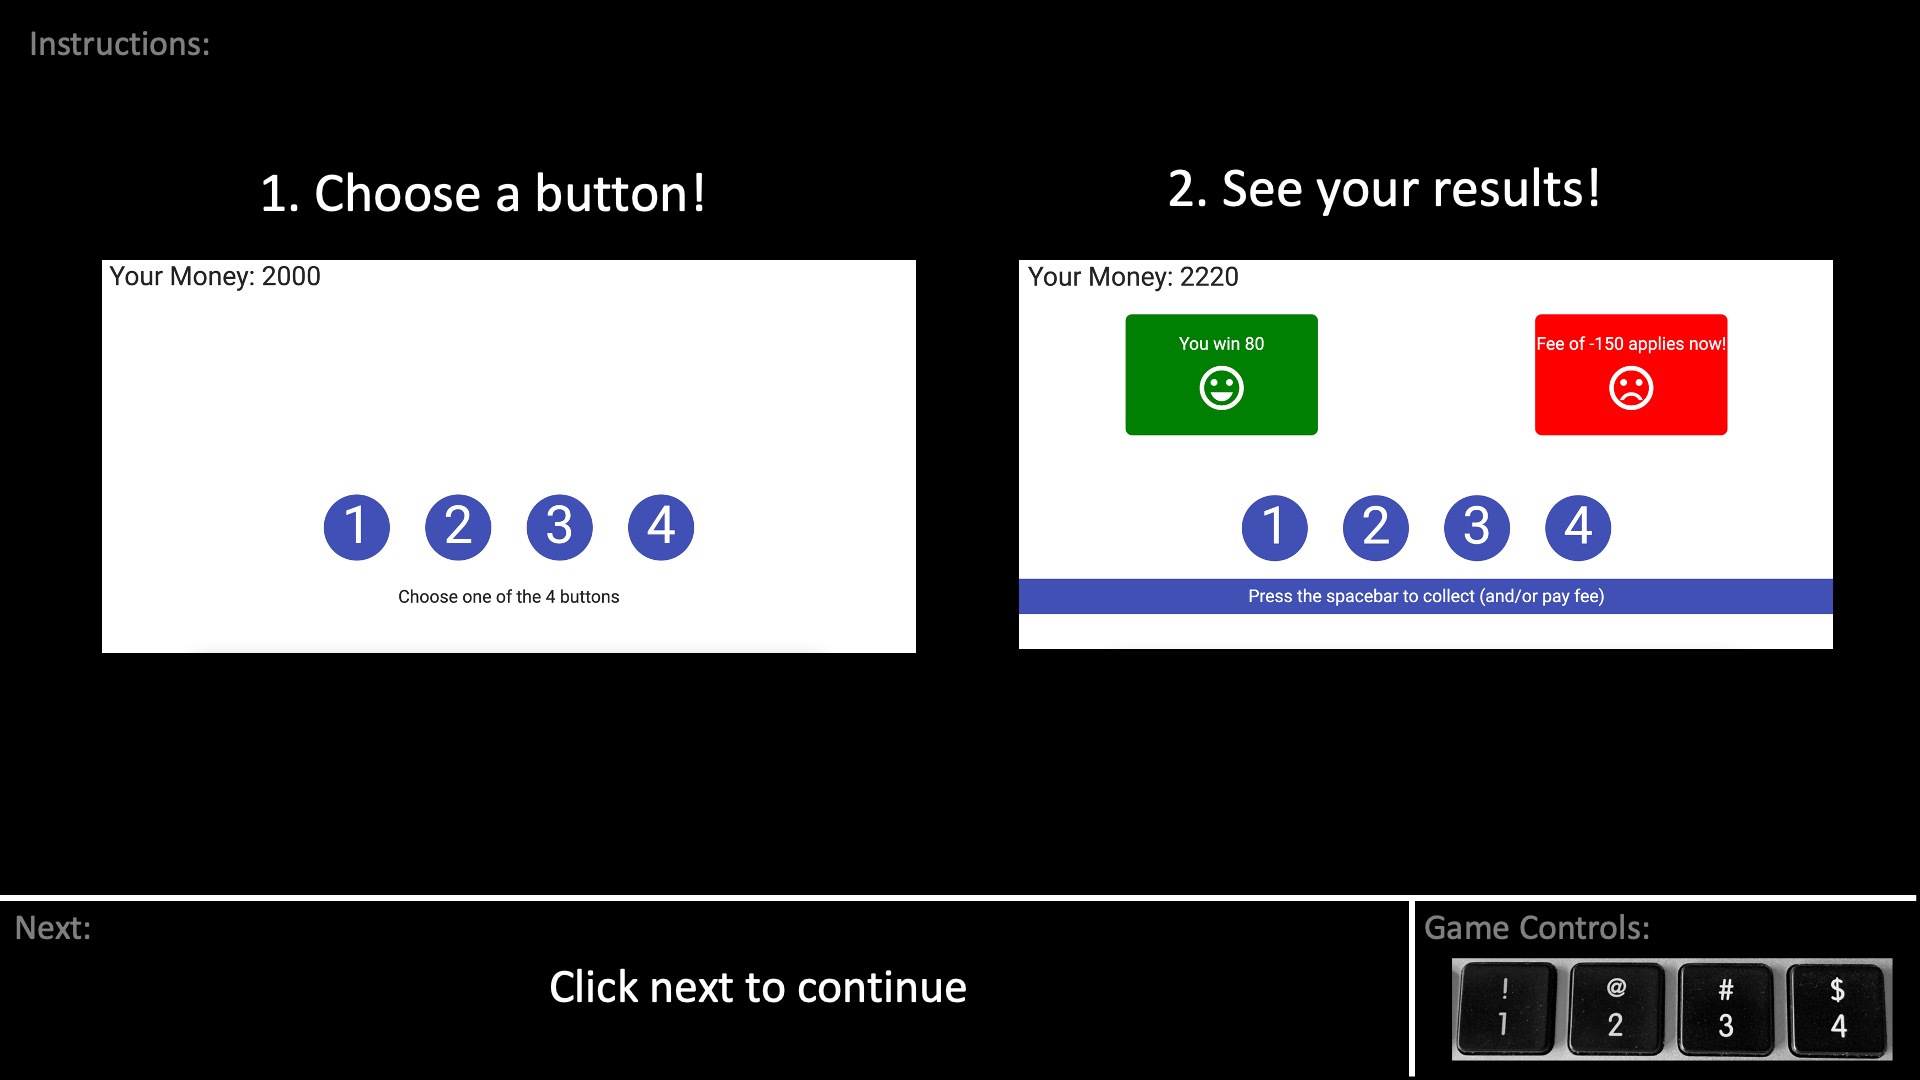 Instructions:
1. Choose a button!
Your Money: 2000
1 2 3 4
Choose one of the 4 buttons
2. See your results!
Your Money: 2220
You win 80
Fee of -150 applies now!
1 2 3 4
Press the spacebar to collect (and/or pay fee)
Next:
Click next to continue
Game Controls:
! @ # $
1 2 3 4